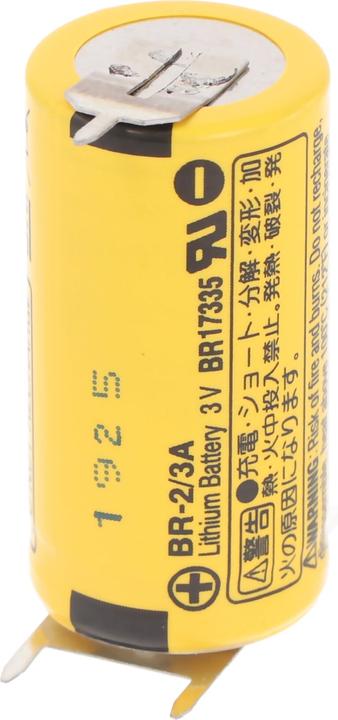 1925
BR-2/3A
Lithium Battery 3V BR17335
⚠警告 ●充電・ショート・分解・変形・加
熱・火中投入禁止。発熱・破裂・発
火の原因になります。
⚠WARNING: Risk of fire and burns. Do not recharge,